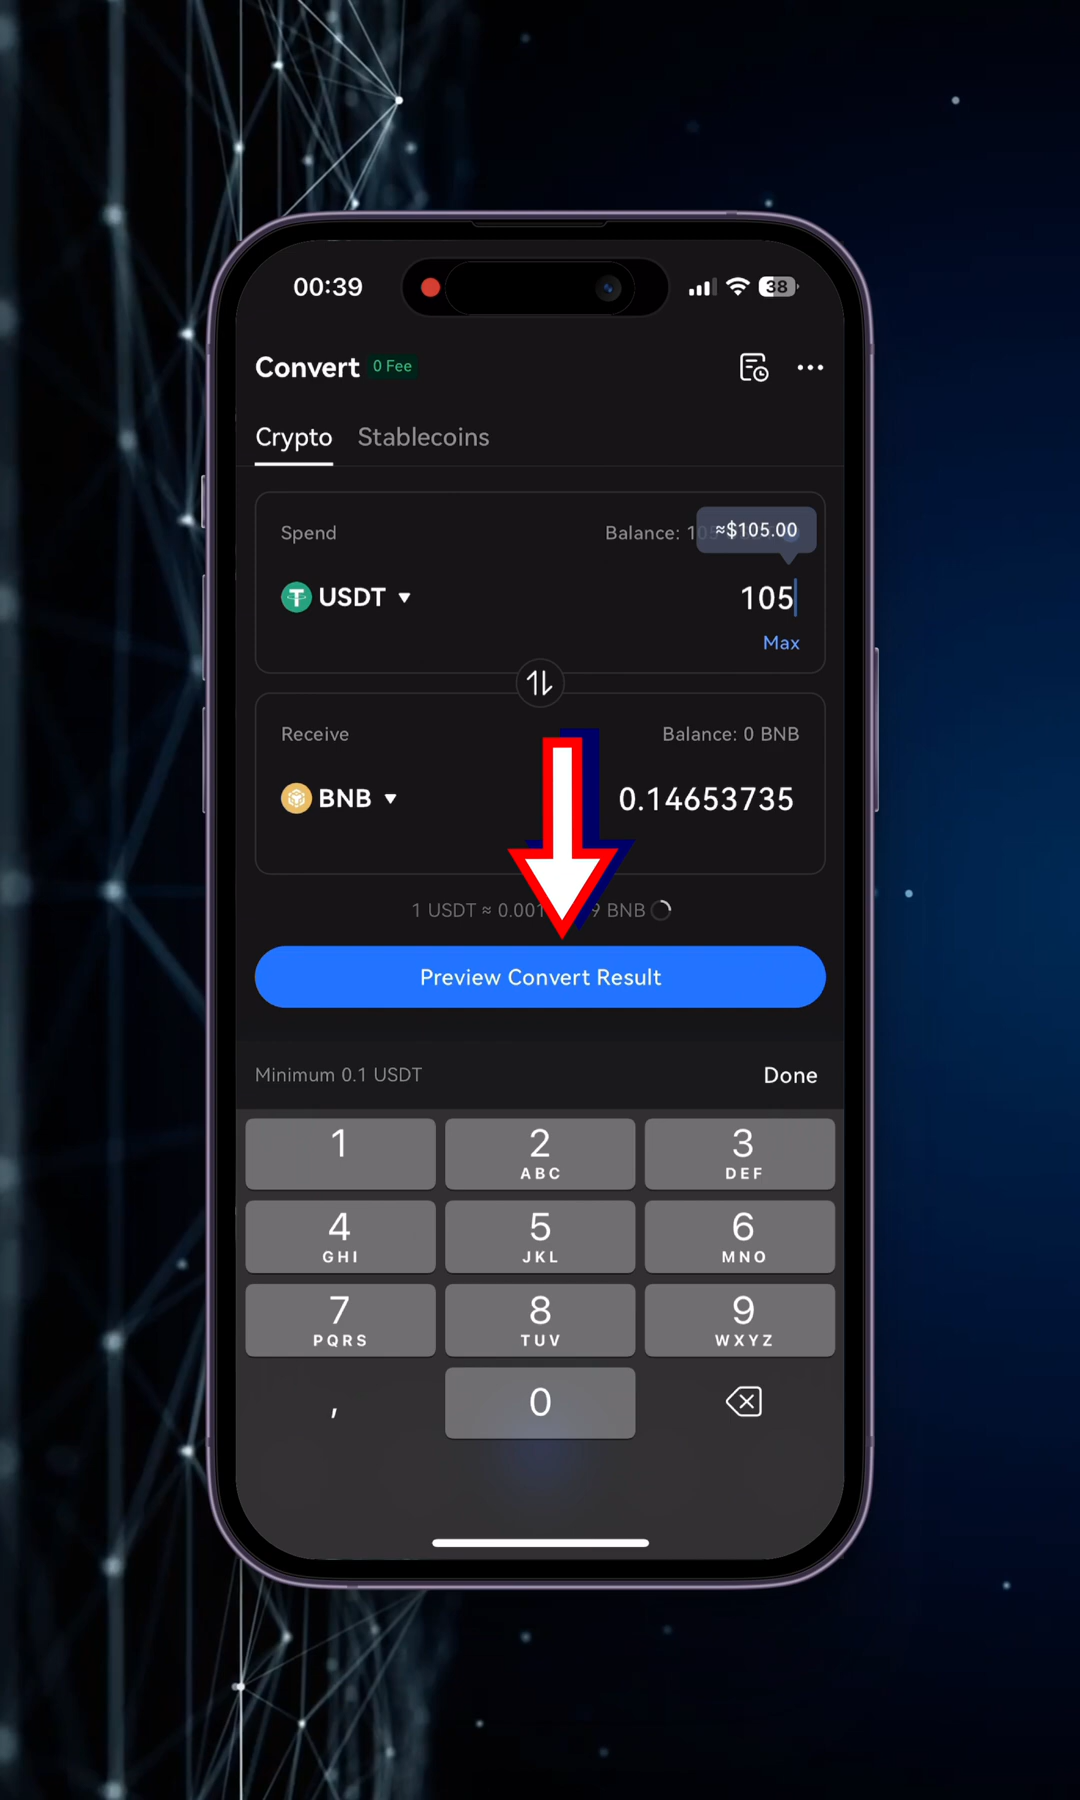 00:39
38
Convert 0 Fee
Crypto Stablecoins
Spend Balance: 10
≈$105.00
USDT 105
Max
Receive Balance: 0 BNB
BNB 0.14653735
1 USDT ≈ 0.001 9 BNB
Preview Convert Result
Minimum 0.1 USDT Done
1 2 3
ABC DEF
4 5 6
GHI JKL MNO
7 8 9
PQRS TUV WXYZ
, 0